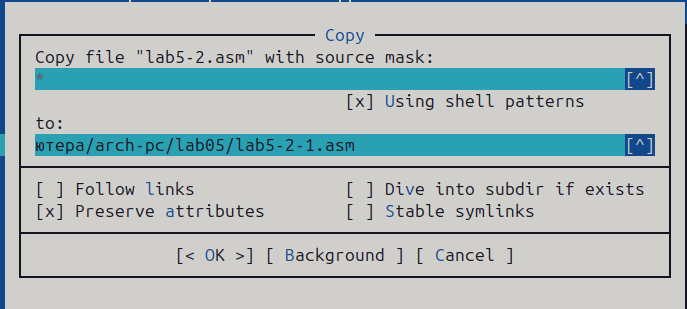 Copy
Copy file "lab5-2.asm" with source mask:
* [^]
[x] Using shell patterns
to:
ютера/arch-pc/lab05/lab5-2-1.asm [^]
[ ] Follow links [ ] Dive into subdir if exists
[x] Preserve attributes [ ] Stable symlinks
[< OK >] [ Background ] [ Cancel ]